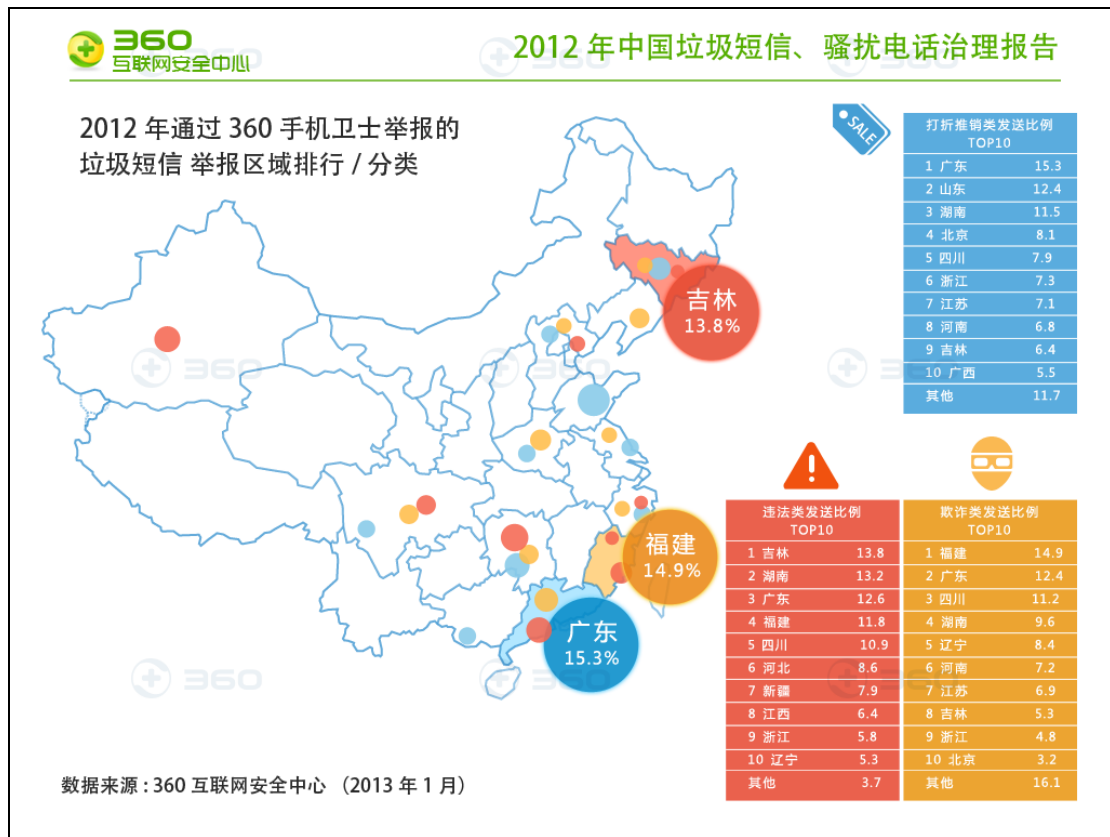 360
互联网安全中心
2012 年中国垃圾短信、骚扰电话治理报告
2012 年通过 360 手机卫士举报的
垃圾短信 举报区域排行 / 分类
SALE
打折推销类发送比例
TOP10
1 广东 15.3
2 山东 12.4
3 湖南 11.5
4 北京 8.1
5 四川 7.9
6 浙江 7.3
7 江苏 7.1
8 河南 6.8
9 吉林 6.4
10 广西 5.5
其他 11.7
吉林
13.8%
福建
14.9%
广东
15.3%
违法类发送比例
TOP10
1 吉林 13.8
2 湖南 13.2
3 广东 12.6
4 福建 11.8
5 四川 10.9
6 河北 8.6
7 新疆 7.9
8 江西 6.4
9 浙江 5.8
10 辽宁 5.3
其他 3.7
欺诈类发送比例
TOP10
1 福建 14.9
2 广东 12.4
3 四川 11.2
4 湖南 9.6
5 辽宁 8.4
6 河南 7.2
7 江苏 6.9
8 吉林 5.3
9 浙江 4.8
10 北京 3.2
其他 16.1
数据来源 : 360 互联网安全中心 （2013 年 1 月）
360
360
360
360
360
360
360
360